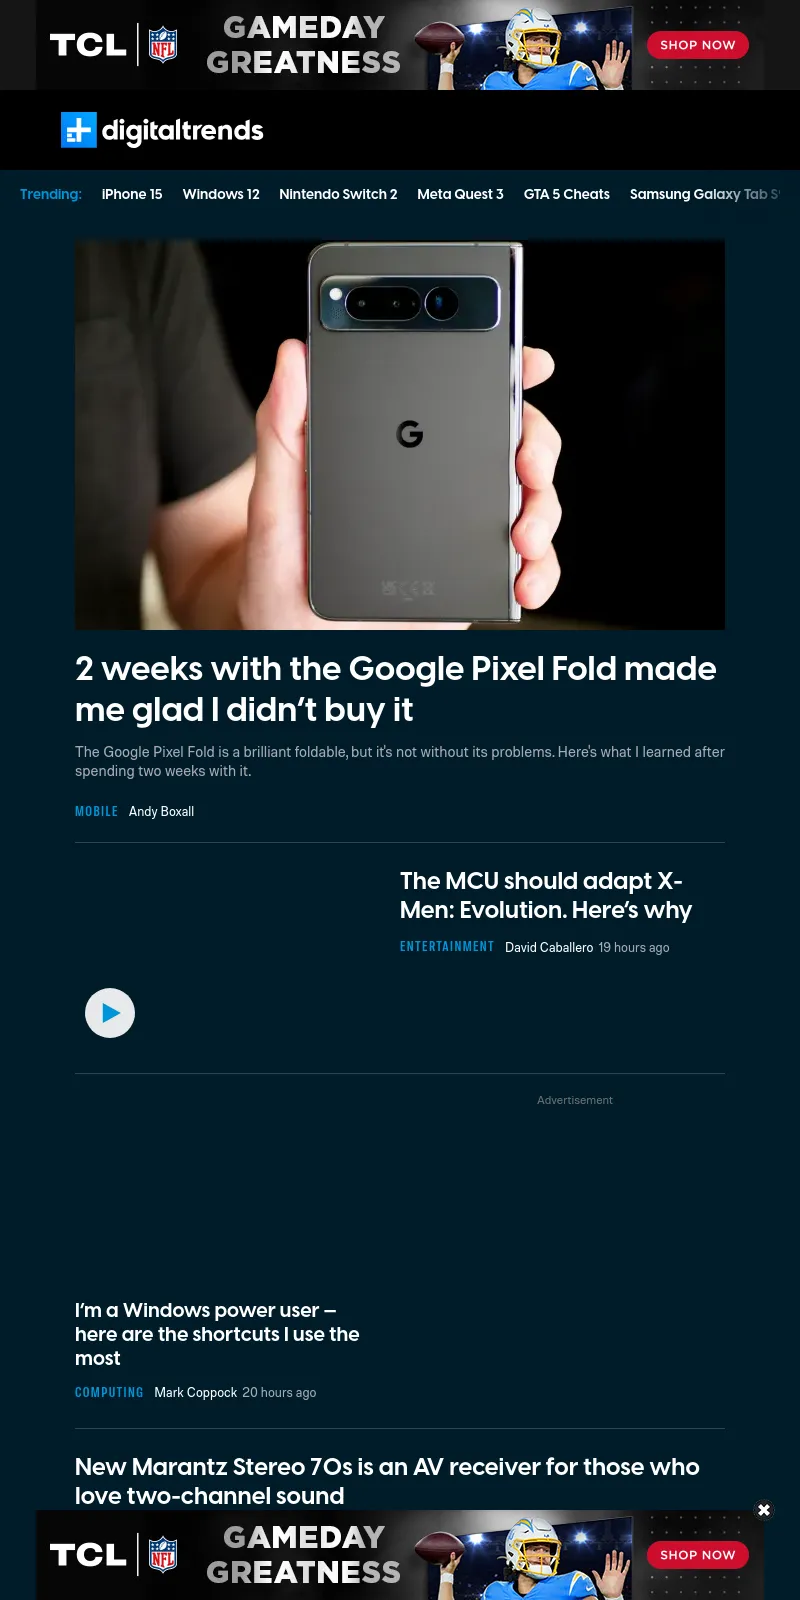 TCL
NFL
GAMEDAY
GREATNESS
SHOP NOW
digitaltrends
Trending: iPhone 15 Windows 12 Nintendo Switch 2 Meta Quest 3 GTA 5 Cheats Samsung Galaxy Tab
G
2 weeks with the Google Pixel Fold made
me glad I didn't buy it
The Google Pixel Fold is a brilliant foldable, but it's not without its problems. Here's what I learned after
spending two weeks with it.
MOBILE Andy Boxall
The MCU should adapt X-
Men: Evolution. Here's why
ENTERTAINMENT David Caballero 19 hours ago
Advertisement
I'm a Windows power user —
here are the shortcuts I use the
most
COMPUTING Mark Coppock 20 hours ago
New Marantz Stereo 70s is an AV receiver for those who
love two-channel sound
TCL
NFL
GAMEDAY
GREATNESS
SHOP NOW